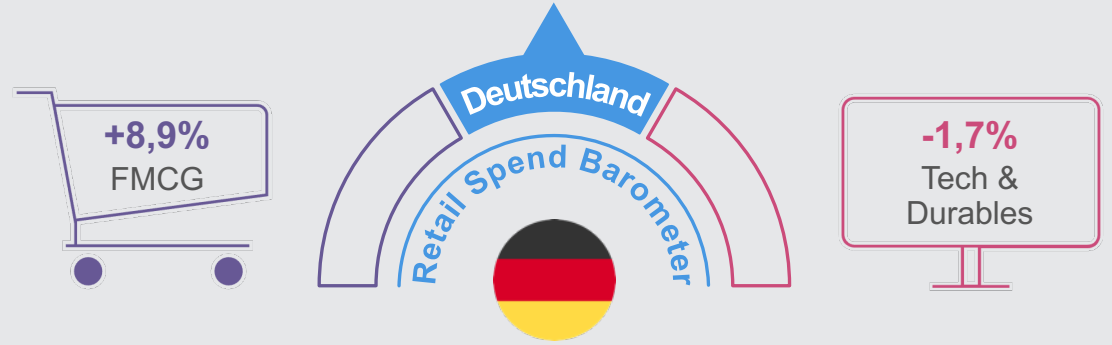 +8,9%
FMCG
Deutschland
Retail Spend Barometer
-1,7%
Tech &
Durables